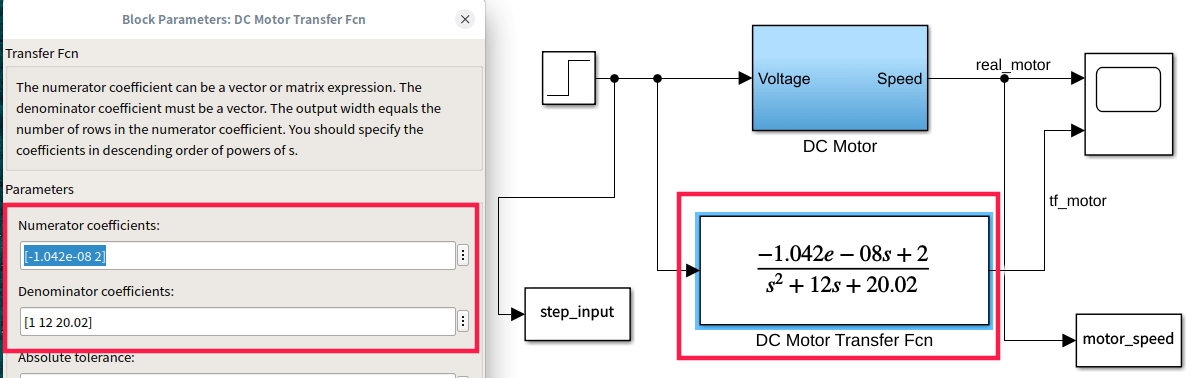 Block Parameters: DC Motor Transfer Fcn
Transfer Fcn
The numerator coefficient can be a vector or matrix expression. The
denominator coefficient must be a vector. The output width equals the
number of rows in the numerator coefficient. You should specify the
coefficients in descending order of powers of s.
Parameters
Numerator coefficients:
[-1.042e-08 2]
Denominator coefficients:
[1 12 20.02]
Absolute tolerance:
Voltage
Speed
DC Motor
real_motor
tf_motor
−1.042e − 08s + 2
s² + 12s + 20.02
DC Motor Transfer Fcn
step_input
motor_speed